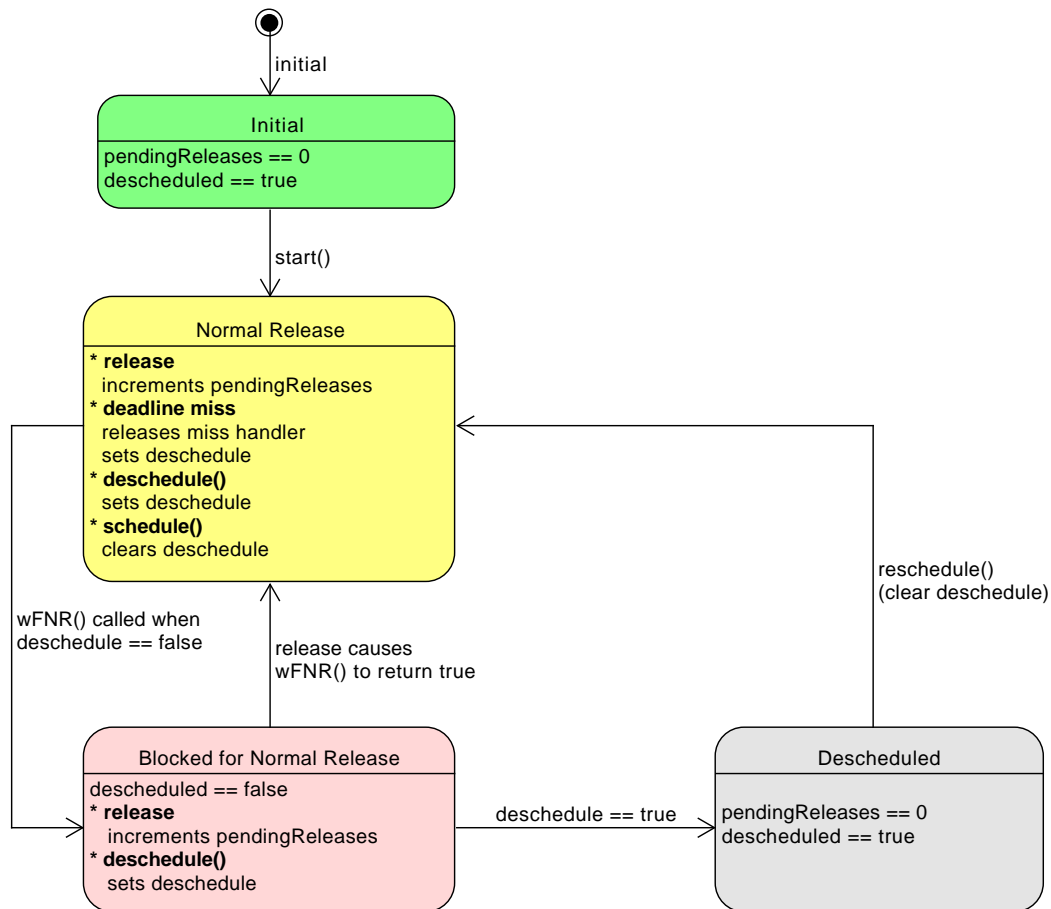 initial
Initial
pendingReleases == 0
descheduled == true
start()
Normal Release
* release
increments pendingReleases
* deadline miss
releases miss handler
sets deschedule
* deschedule()
sets deschedule
* schedule()
clears deschedule
reschedule()
(clear deschedule)
wFNR() called when
deschedule == false
release causes
wFNR() to return true
Blocked for Normal Release
descheduled == false
* release
increments pendingReleases
* deschedule()
sets deschedule
deschedule == true
Descheduled
pendingReleases == 0
descheduled == true